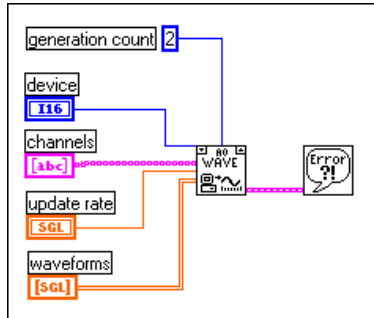 generation count 2
device
I16
channels
[abc]
AO
WAVE
Error
?!
update rate
SGL
waveforms
[SGL]